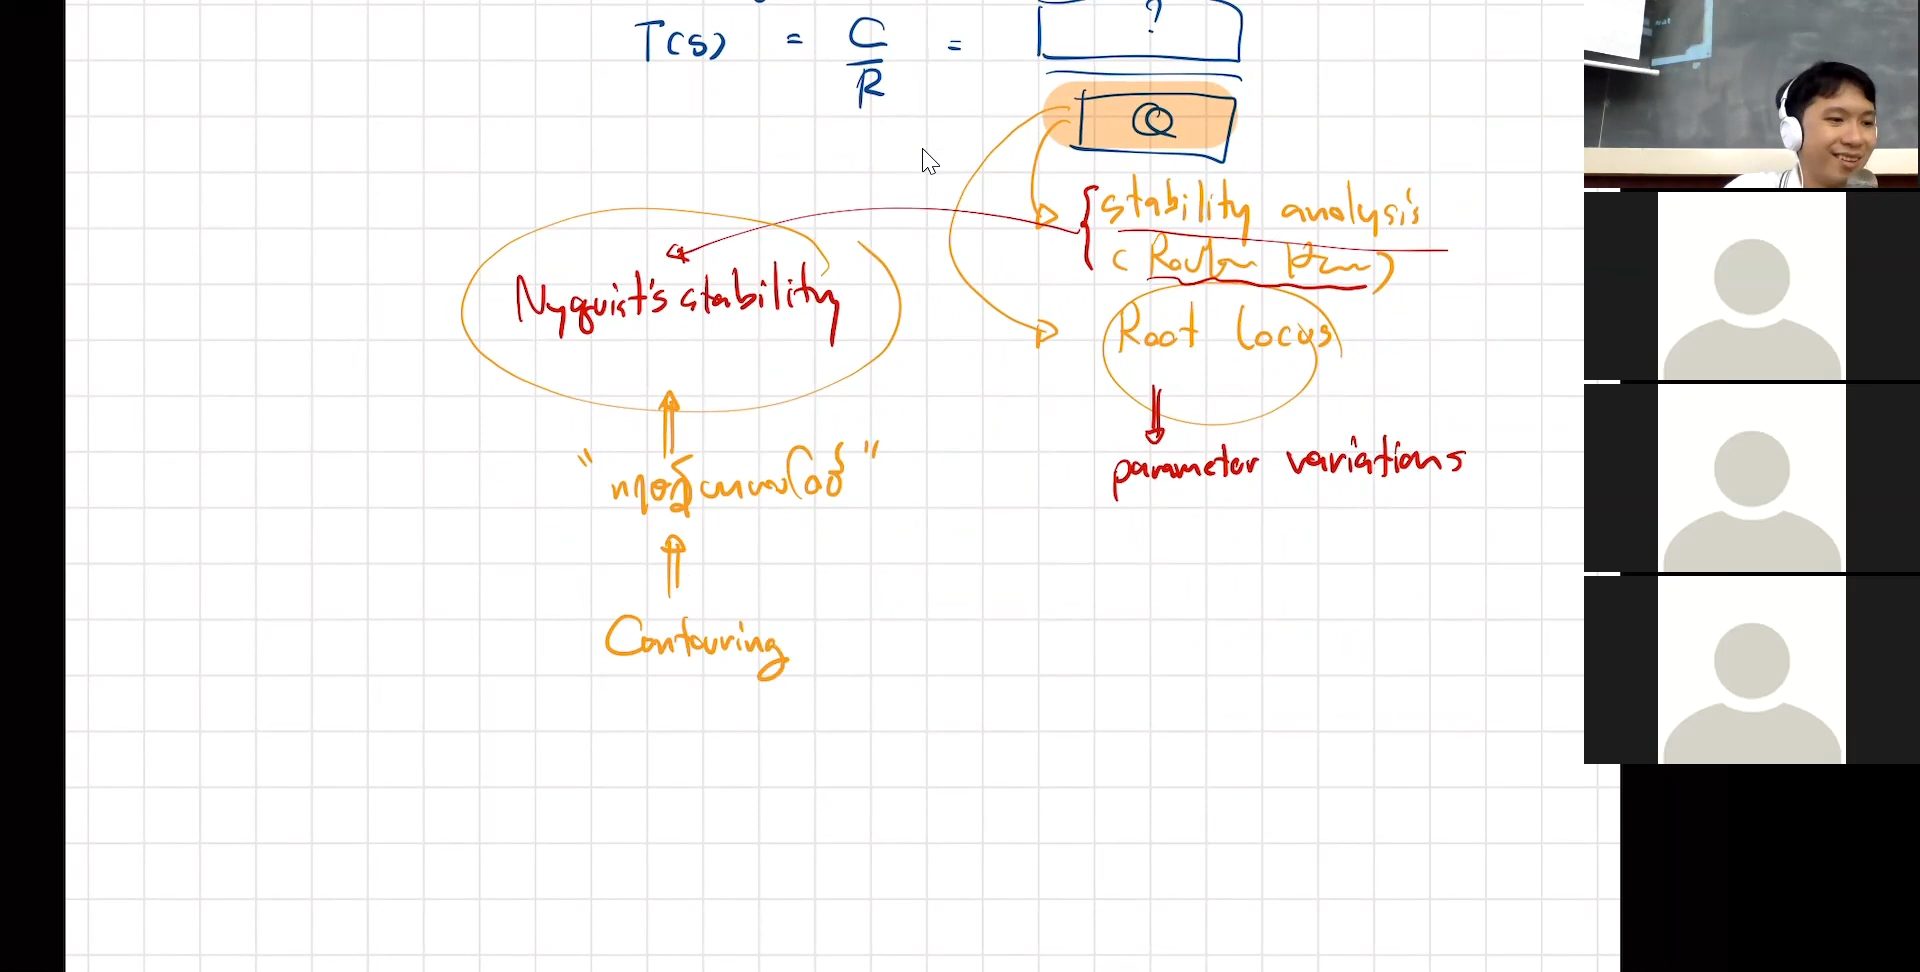 ?
T(s) = C/R =
Q
stability analysis
(Routh
Nyquist's stability
Root locus
parameter variations
Contouring